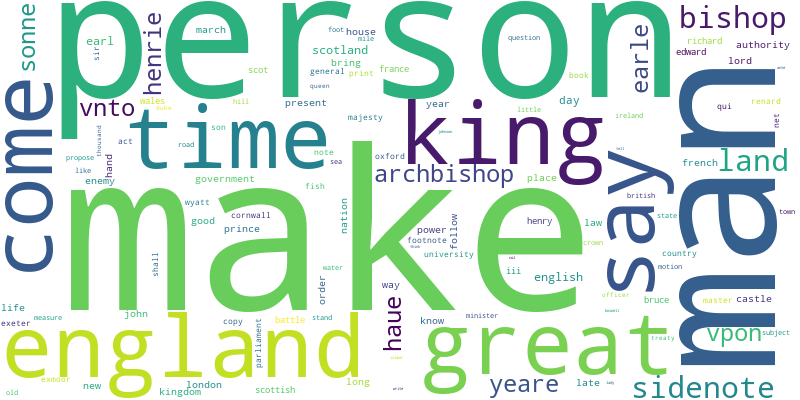 person
make
man
king
england
time
come
great
say
archbishop
bishop
land
sidenote
yeare
vpon
haue
vnto
henrie
sonne
earle
earl
sir
march
foot
house
mile
scotland
bring
general
print
france
queen
question
richard
edward
authority
lord
book
scot
wales
duke
hill
present
year
day
little
qui
renard
net
town
thousand
act
hand
son
road
note
majesty
sea
oxford
place
ireland
french
propose
like
enemy
government
fish
british
wyatt
good
cornwall
prince
nation
power
footnote
follow
henry
law
crown
state
university
country
motion
shall
water
order
way
iii
english
officer
bruce
master
castle
life
exeter
measure
john
copy
battle
stand
know
minister
treaty
subject
parliament
exmoor
new
london
kingdom
scottish
long
late
old